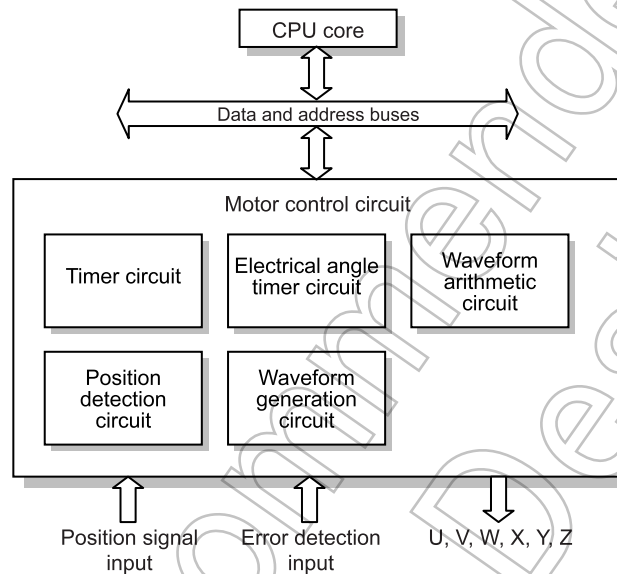 CPU core
Data and address buses
Motor control circuit
Timer circuit
Electrical angle
timer circuit
Waveform
arithmetic
circuit
Position
detection
circuit
Waveform
generation
circuit
Position signal
input
Error detection
input
U, V, W, X, Y, Z